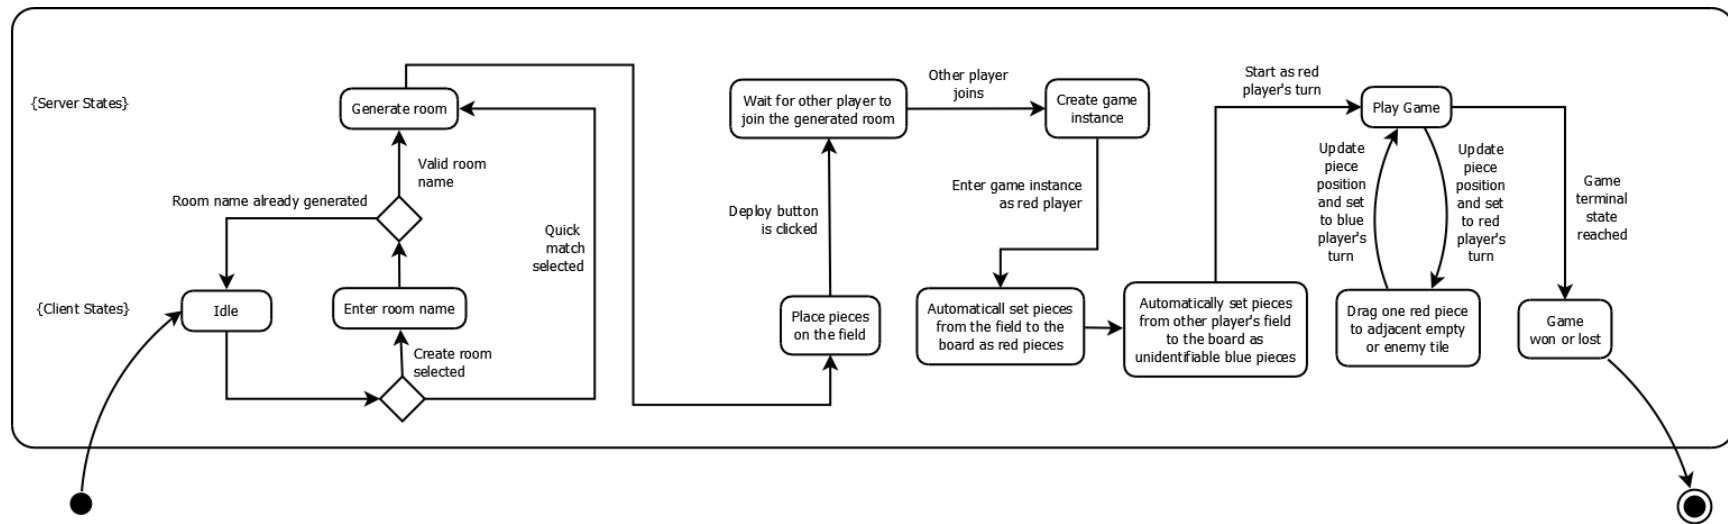 {Server States}
Generate room
Valid room
name
Room name already generated
Quick
match
selected
{Client States}
Idle
Enter room name
Create room
selected
Wait for other player to
join the generated room
Other player
joins
Create game
instance
Deploy button
is clicked
Enter game instance
as red player
Place pieces
on the field
Automaticall set pieces
from the field to the
board as red pieces
Automatically set pieces
from other player's field
to the board as
unidentifiable blue pieces
Start as red
player's turn
Play Game
Update
piece
position
and set
to blue
player's
turn
Update
piece
position
and set
to red
player's
turn
Game
terminal
state
reached
Drag one red piece
to adjacent empty
or enemy tile
Game
won or lost